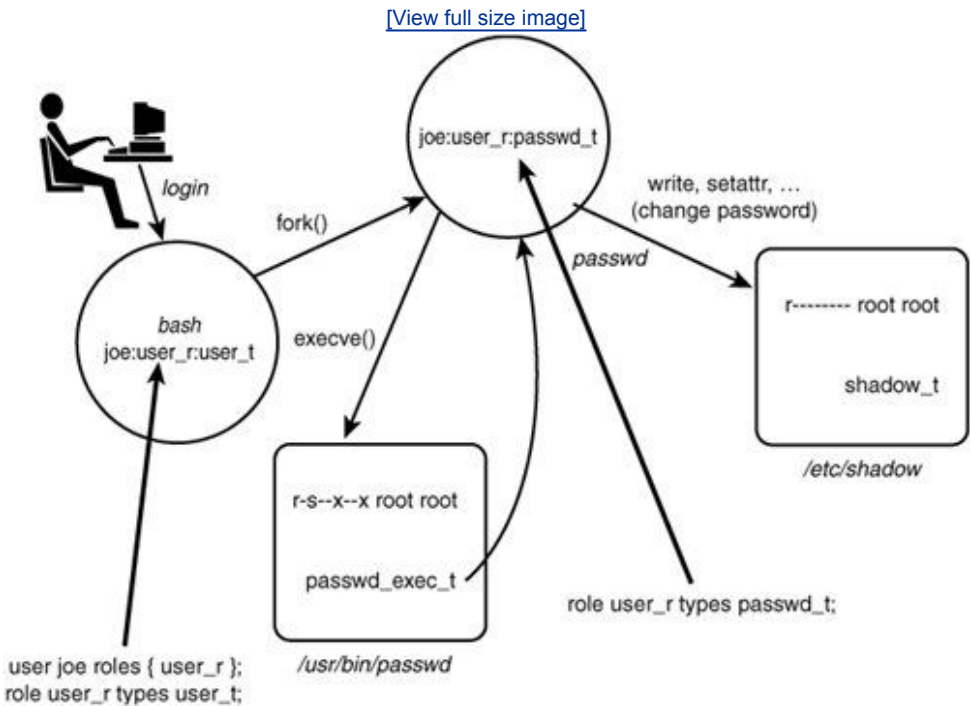 [View full size image]
joe:user_r:passwd_t
login
write, setattr, ...
(change password)
fork()
passwd
bash
joe:user_r:user_t
execve()
r-------- root root
shadow_t
/etc/shadow
r-s--x--x root root
passwd_exec_t
/usr/bin/passwd
role user_r types passwd_t;
user joe roles { user_r };
role user_r types user_t;